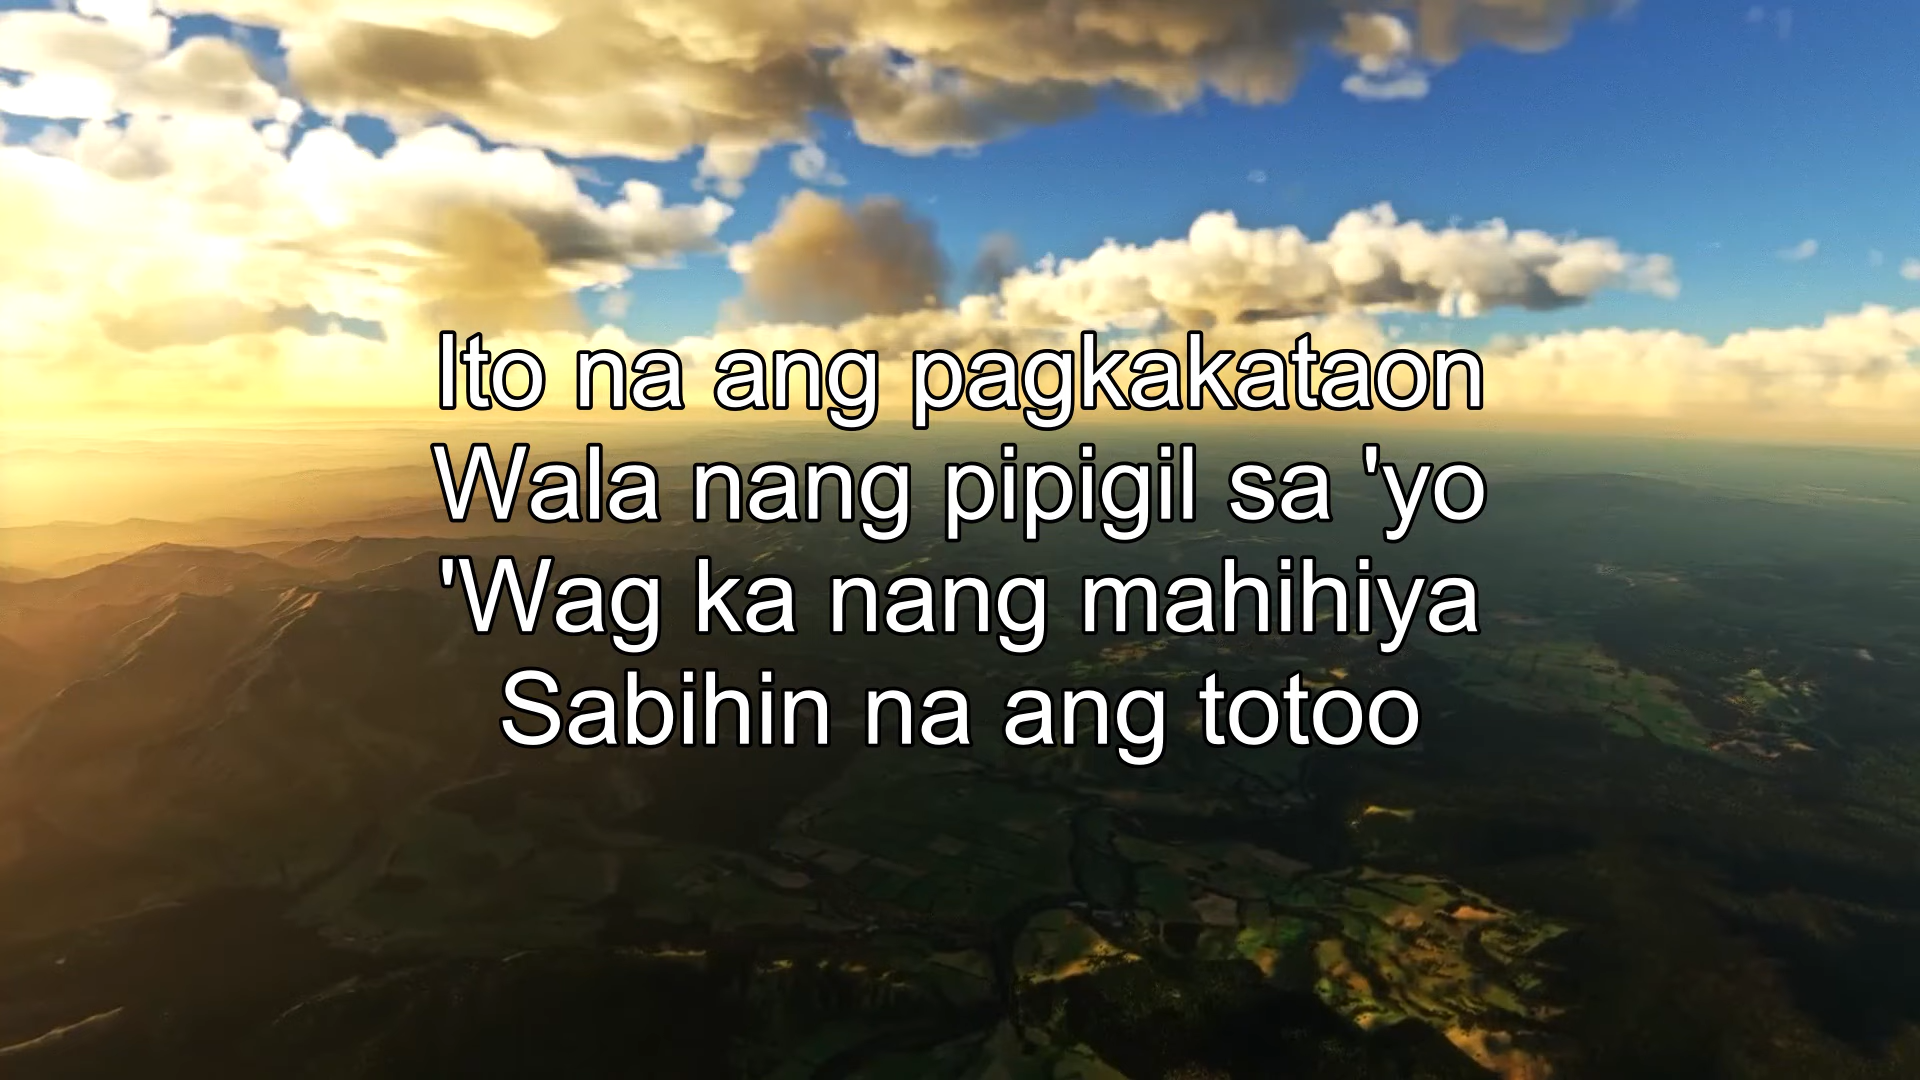 Ito na ang pagkakataon
Wala nang pipigil sa 'yo
'Wag ka nang mahihiya
Sabihin na ang totoo